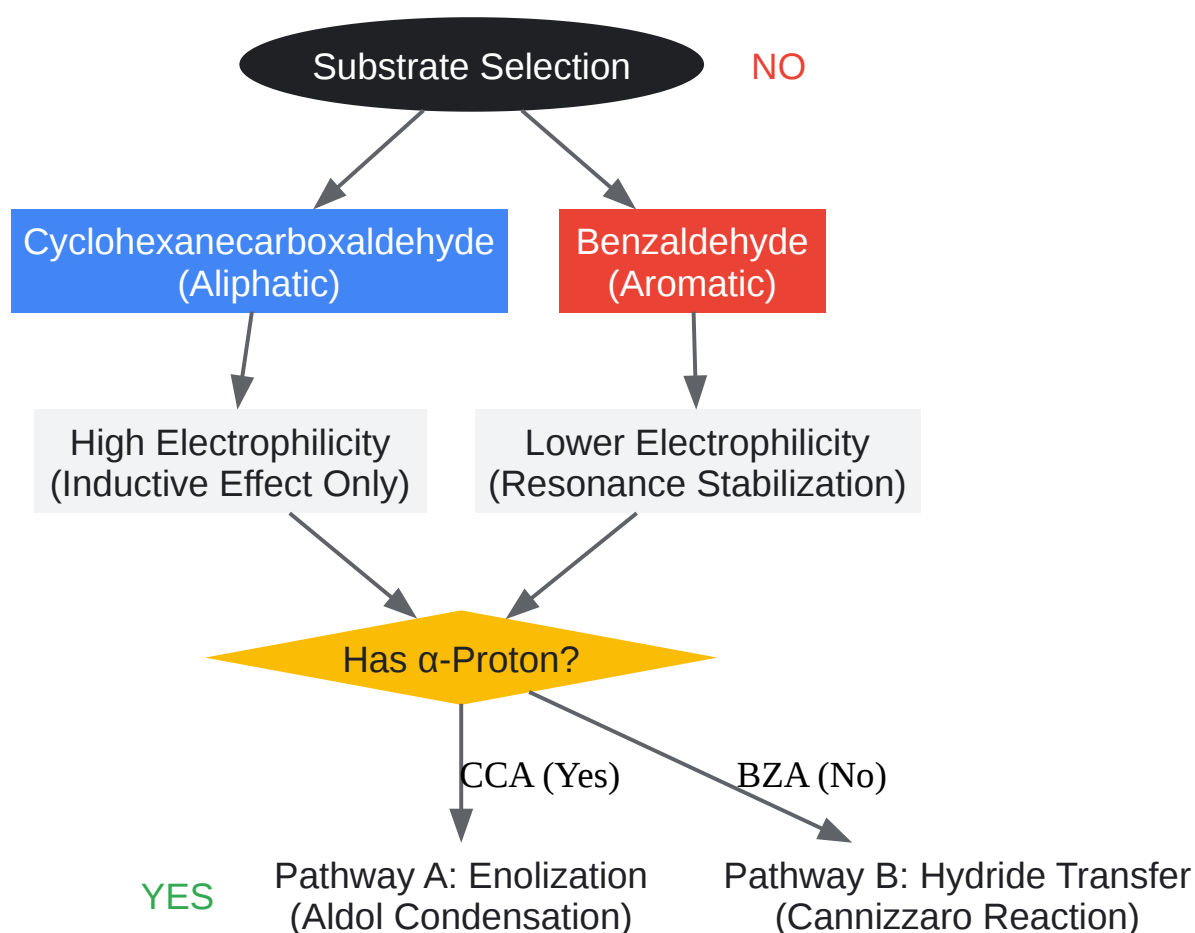 Substrate Selection
NO
Cyclohexanecarboxaldehyde
(Aliphatic)
Benzaldehyde
(Aromatic)
High Electrophilicity
(Inductive Effect Only)
Lower Electrophilicity
(Resonance Stabilization)
Has α-Proton?
CCA (Yes)
BZA (No)
YES
Pathway A: Enolization
(Aldol Condensation)
Pathway B: Hydride Transfer
(Cannizzaro Reaction)